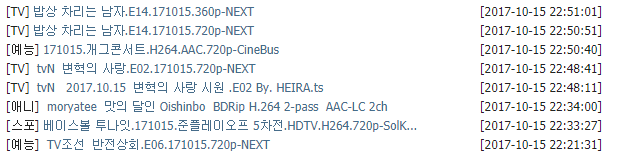 [TV] 밥상 차리는 남자.E14.171015.360p-NEXT [2017-10-15 22:51:01]
[TV] 밥상 차리는 남자.E14.171015.720p-NEXT [2017-10-15 22:50:51]
[예능] 171015.개그콘서트.H264.AAC.720p-CineBus [2017-10-15 22:50:40]
[TV] tvN 변혁의 사랑.E02.171015.720p-NEXT [2017-10-15 22:48:41]
[TV] tvN 2017.10.15 변혁의 사랑 시원 .E02 By. HEIRA.ts [2017-10-15 22:48:11]
[애니] moryatee 맛의 달인 Oishinbo BDRip H.264 2-pass AAC-LC 2ch [2017-10-15 22:34:00]
[스포] 베이스볼 투나잇.171015.준플레이오프 5차전.HDTV.H264.720p-SolK... [2017-10-15 22:33:27]
[예능] TV조선 반전상회.E06.171015.720p-NEXT [2017-10-15 22:21:31]